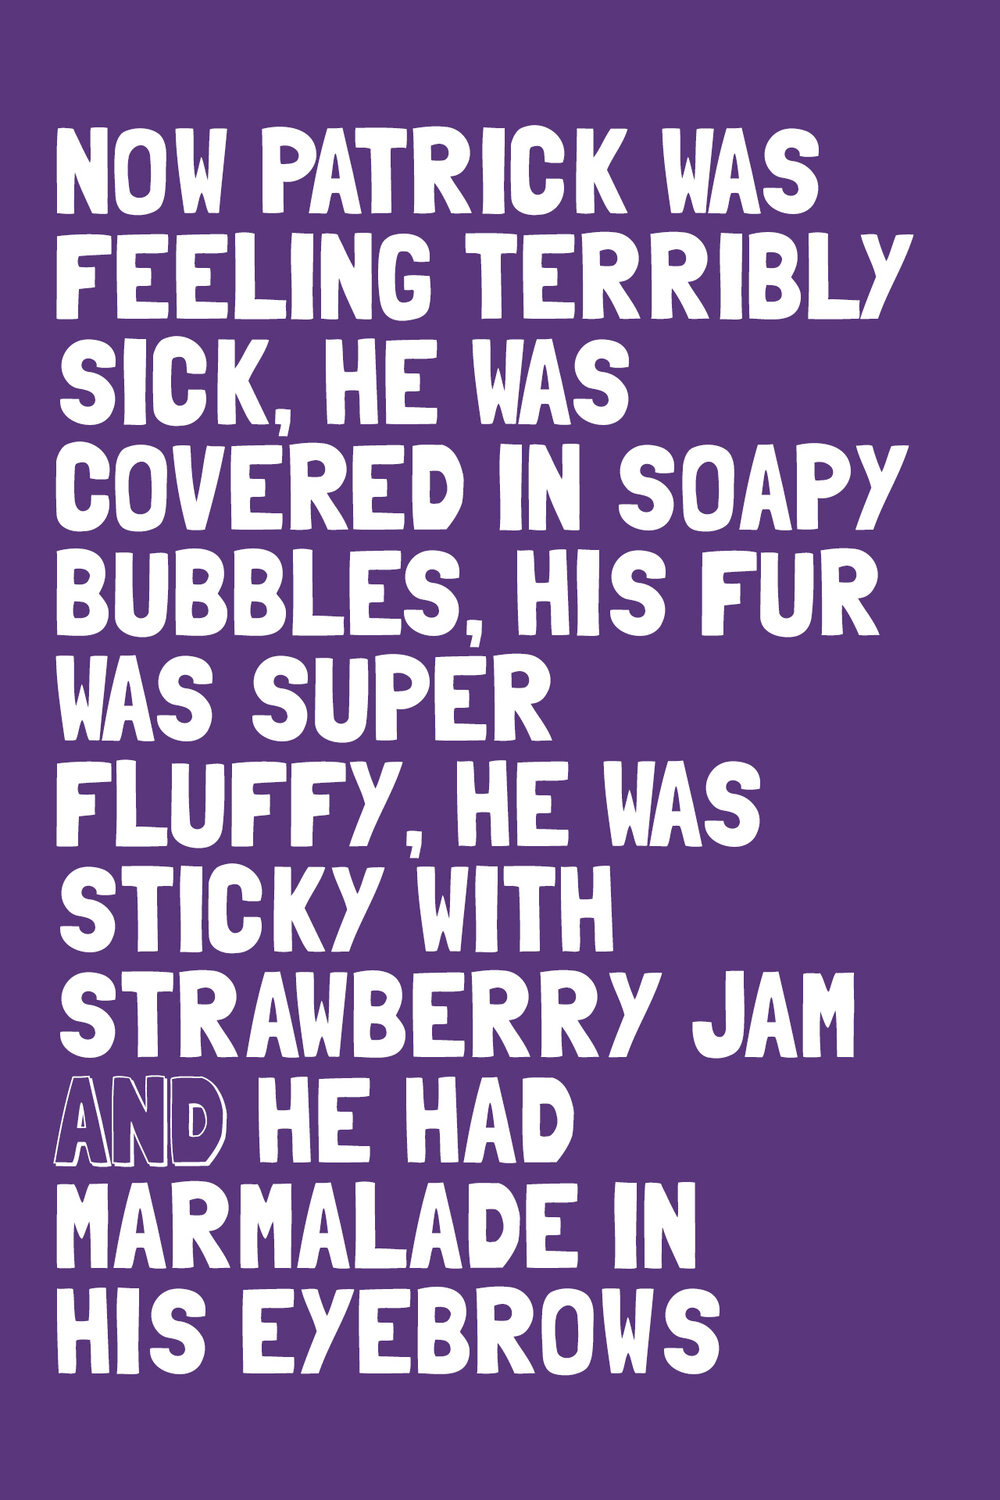 NOW PATRICK WAS
FEELING TERRIBLY
SICK, HE WAS
COVERED IN SOAPY
BUBBLES, HIS FUR
WAS SUPER
FLUFFY, HE WAS
STICKY WITH
STRAWBERRY JAM
AND HE HAD
MARMALADE IN
HIS EYEBROWS